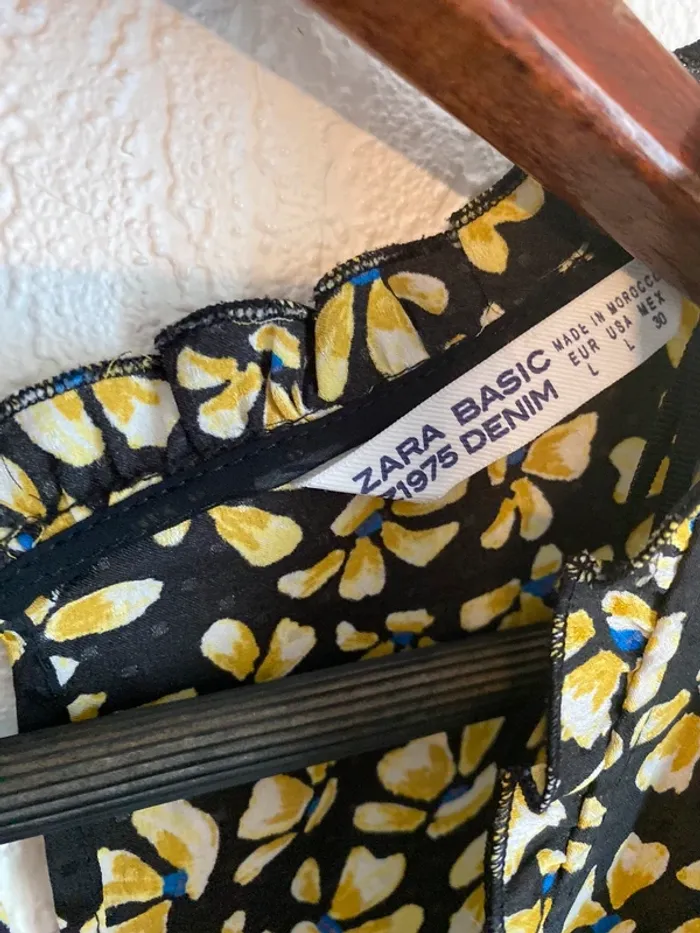 ZARA BASIC
Z1975 DENIM
MADE IN MOROCCO
EUR USA MEX
L L 30